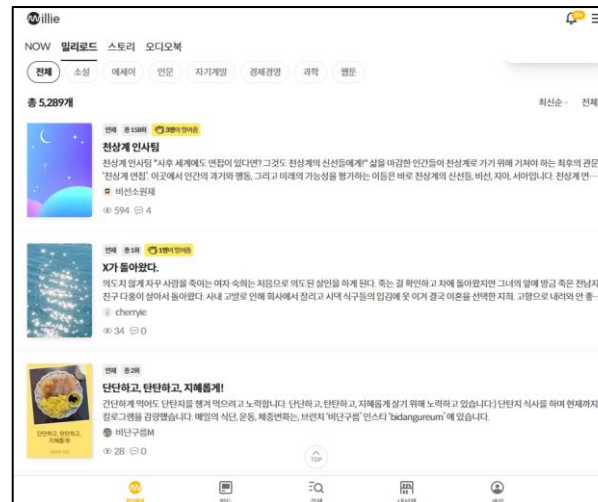 millie
NOW 밀리로드 스토리 오디오북
전체 소설 에세이 인문 자기계발 경제경영 과학 웹툰
총 5,289개
최신순 전체
연재 총 158화 3명이 밀어줌
천상계 인사팀
천상계 인사팀 "사후 세계에도 면접이 있다면? 그것도 천상계의 신선들에게!" 삶을 마감한 인간들이 천상계로 가기 위해 거쳐야 하는 최후의 관문
'천상계 면접'. 이곳에서 인간의 과거와 행동, 그리고 미래의 가능성을 평가하는 이들은 바로 천상계의 신선들, 비선, 지아, 서아입니다. 천상계 면…
비선소원재
594 4
연재 총 1화 1명이 밀어줌
X가 돌아왔다.
의도치 않게 자꾸 사람을 죽이는 여자 숙희는 처음으로 의도된 살인을 하게 된다. 죽는 걸 확인하고 차에 돌아왔지만 그녀의 앞에 방금 죽은 전남자
친구 다홍이 살아서 돌아왔다. 사내 고발로 인해 회사에서 잘리고 시댁 식구들의 입김에 못 이겨 결국 이혼을 선택한 지희. 고향으로 내려와 안 좋…
cherryie
34 0
연재 총 2화
단단하고, 탄탄하고, 지혜롭게!
간단하게 먹어도 단탄지를 챙겨 먹으려고 노력합니다. 단단하고, 탄탄하고, 지혜롭게 살기 위해 노력하고 있습니다:) 단탄지 식사를 하며 현재까지
킬로그램을 감량했습니다. 매일의 식단, 운동, 체중변화는, 브런치 '비단구름' 인스타 'bidangureum' 에 있습니다.
단단하고, 탄탄하고,
지혜롭게!
비단구름M
28 0
TOP